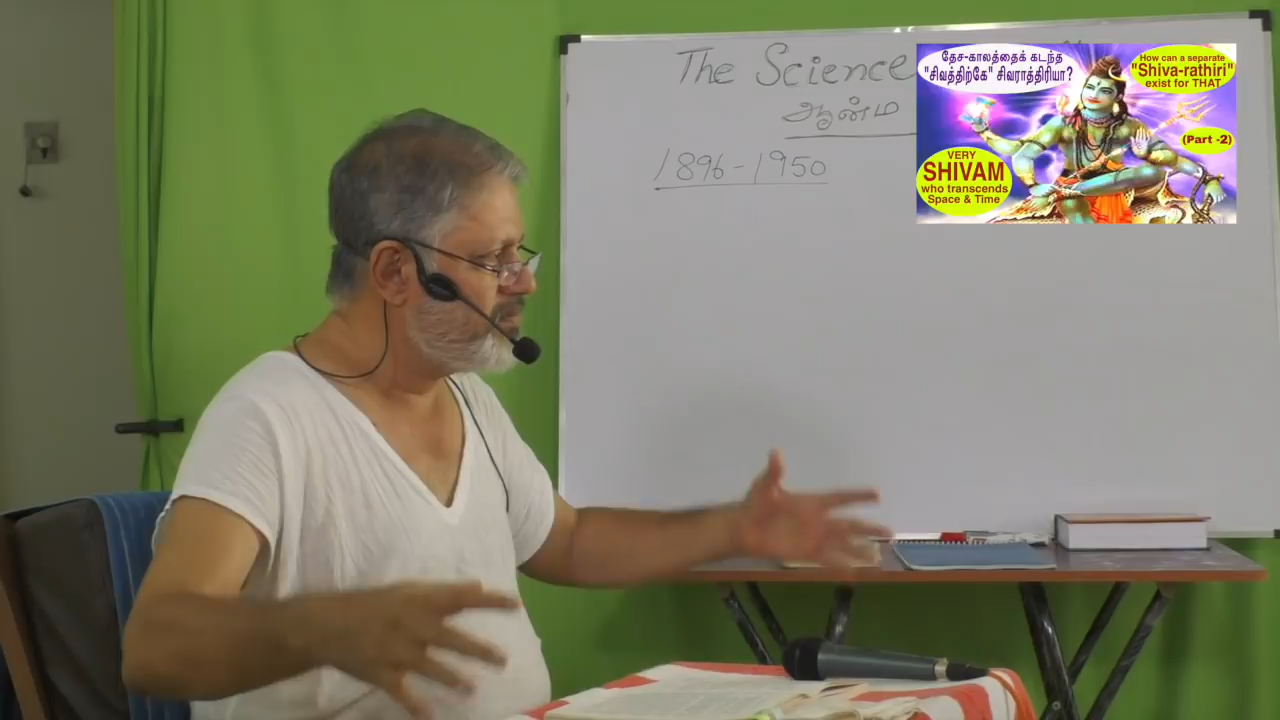 The Science
ஆன்ம
1896-1950
தேச-காலத்தைக் கடந்த
"சிவத்திற்கே" சிவராத்திரியா?
How can a separate
"Shiva-rathiri"
exist for THAT
(Part -2)
VERY
SHIVAM
who transcends
Space & Time